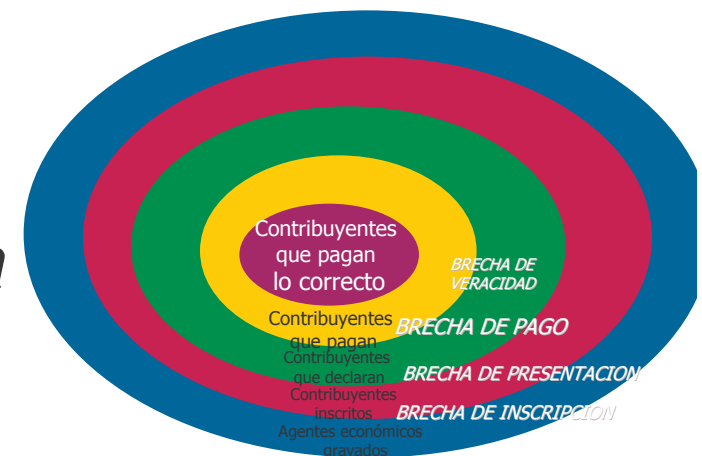 Contribuyentes
que pagan
lo correcto
BRECHA DE
VERACIDAD
Contribuyentes
que pagan
BRECHA DE PAGO
Contribuyentes
que declaran
BRECHA DE PRESENTACION
Contribuyentes
inscritos
BRECHA DE INSCRIPCION
Agentes económicos
gravados